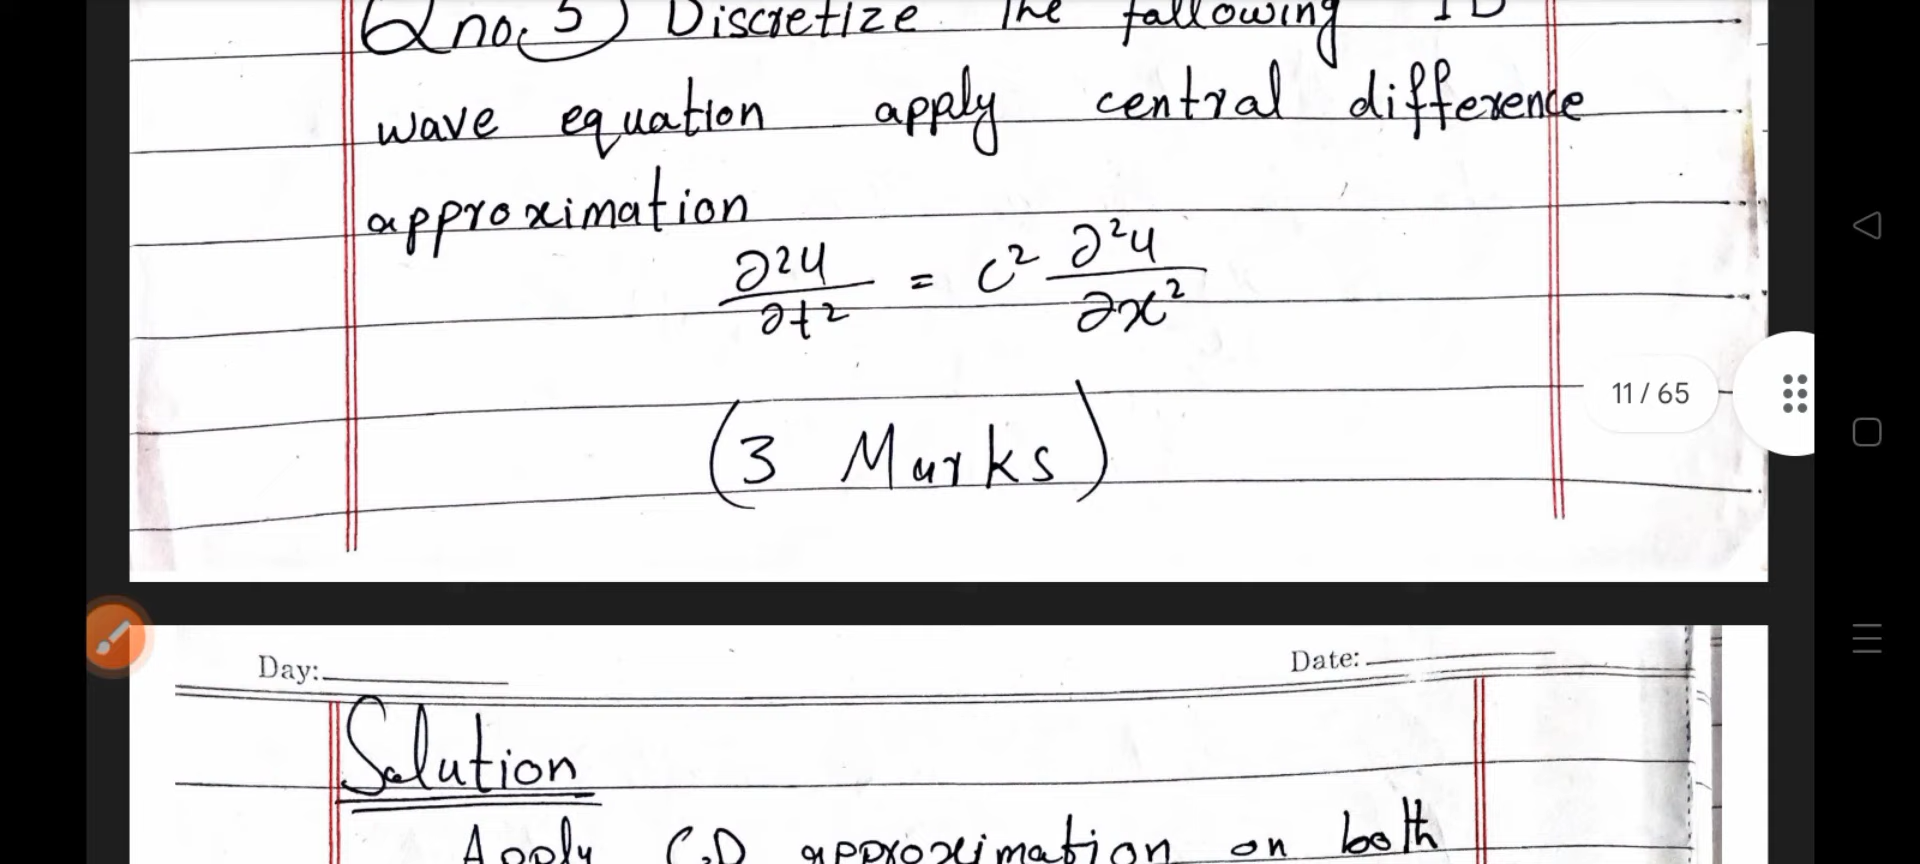 Qno.5) Discretize The following 1D
wave equation apply central difference
approximation
∂²u/∂t² = c² ∂²u/∂x²
11 / 65
(3 Marks)
Day:
Date:
Solution
Apply C.D approximation on both